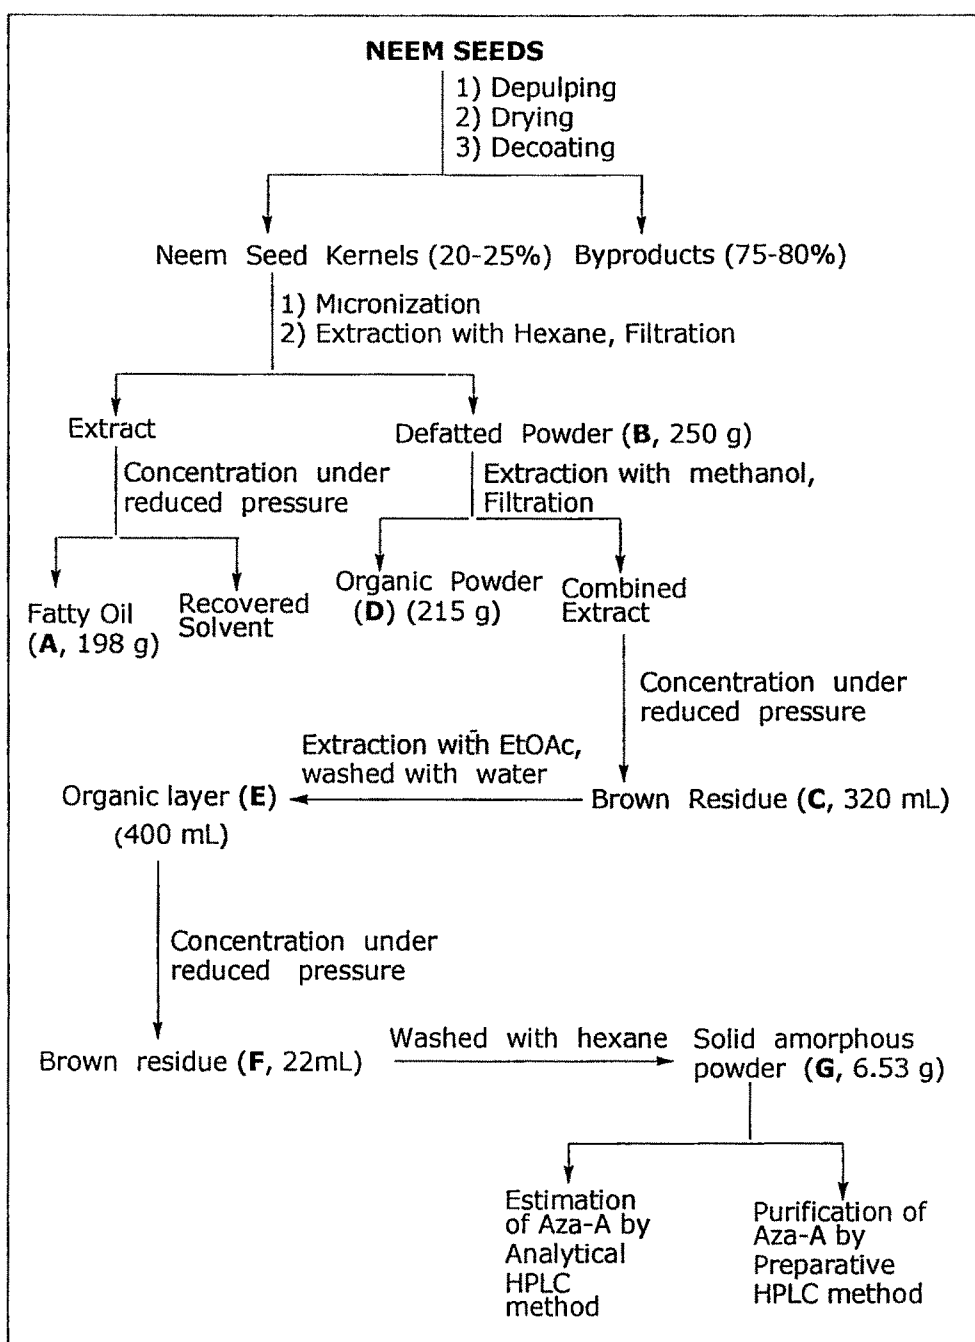 NEEM SEEDS
1) Depulping
2) Drying
3) Decoating
Neem Seed Kernels (20-25%)
Byproducts (75-80%)
1) Micronization
2) Extraction with Hexane, Filtration
Extract
Defatted Powder (B, 250 g)
Concentration under
reduced pressure
Extraction with methanol,
Filtration
Fatty Oil
(A, 198 g)
Recovered
Solvent
Organic Powder
(D) (215 g)
Combined
Extract
Concentration under
reduced pressure
Extraction with EtOAc,
washed with water
Organic layer (E)
(400 mL)
Brown Residue (C, 320 mL)
Concentration under
reduced pressure
Brown residue (F, 22mL)
Washed with hexane
Solid amorphous
powder (G, 6.53 g)
Estimation
of Aza-A by
Analytical
HPLC
method
Purification of
Aza-A by
Preparative
HPLC method